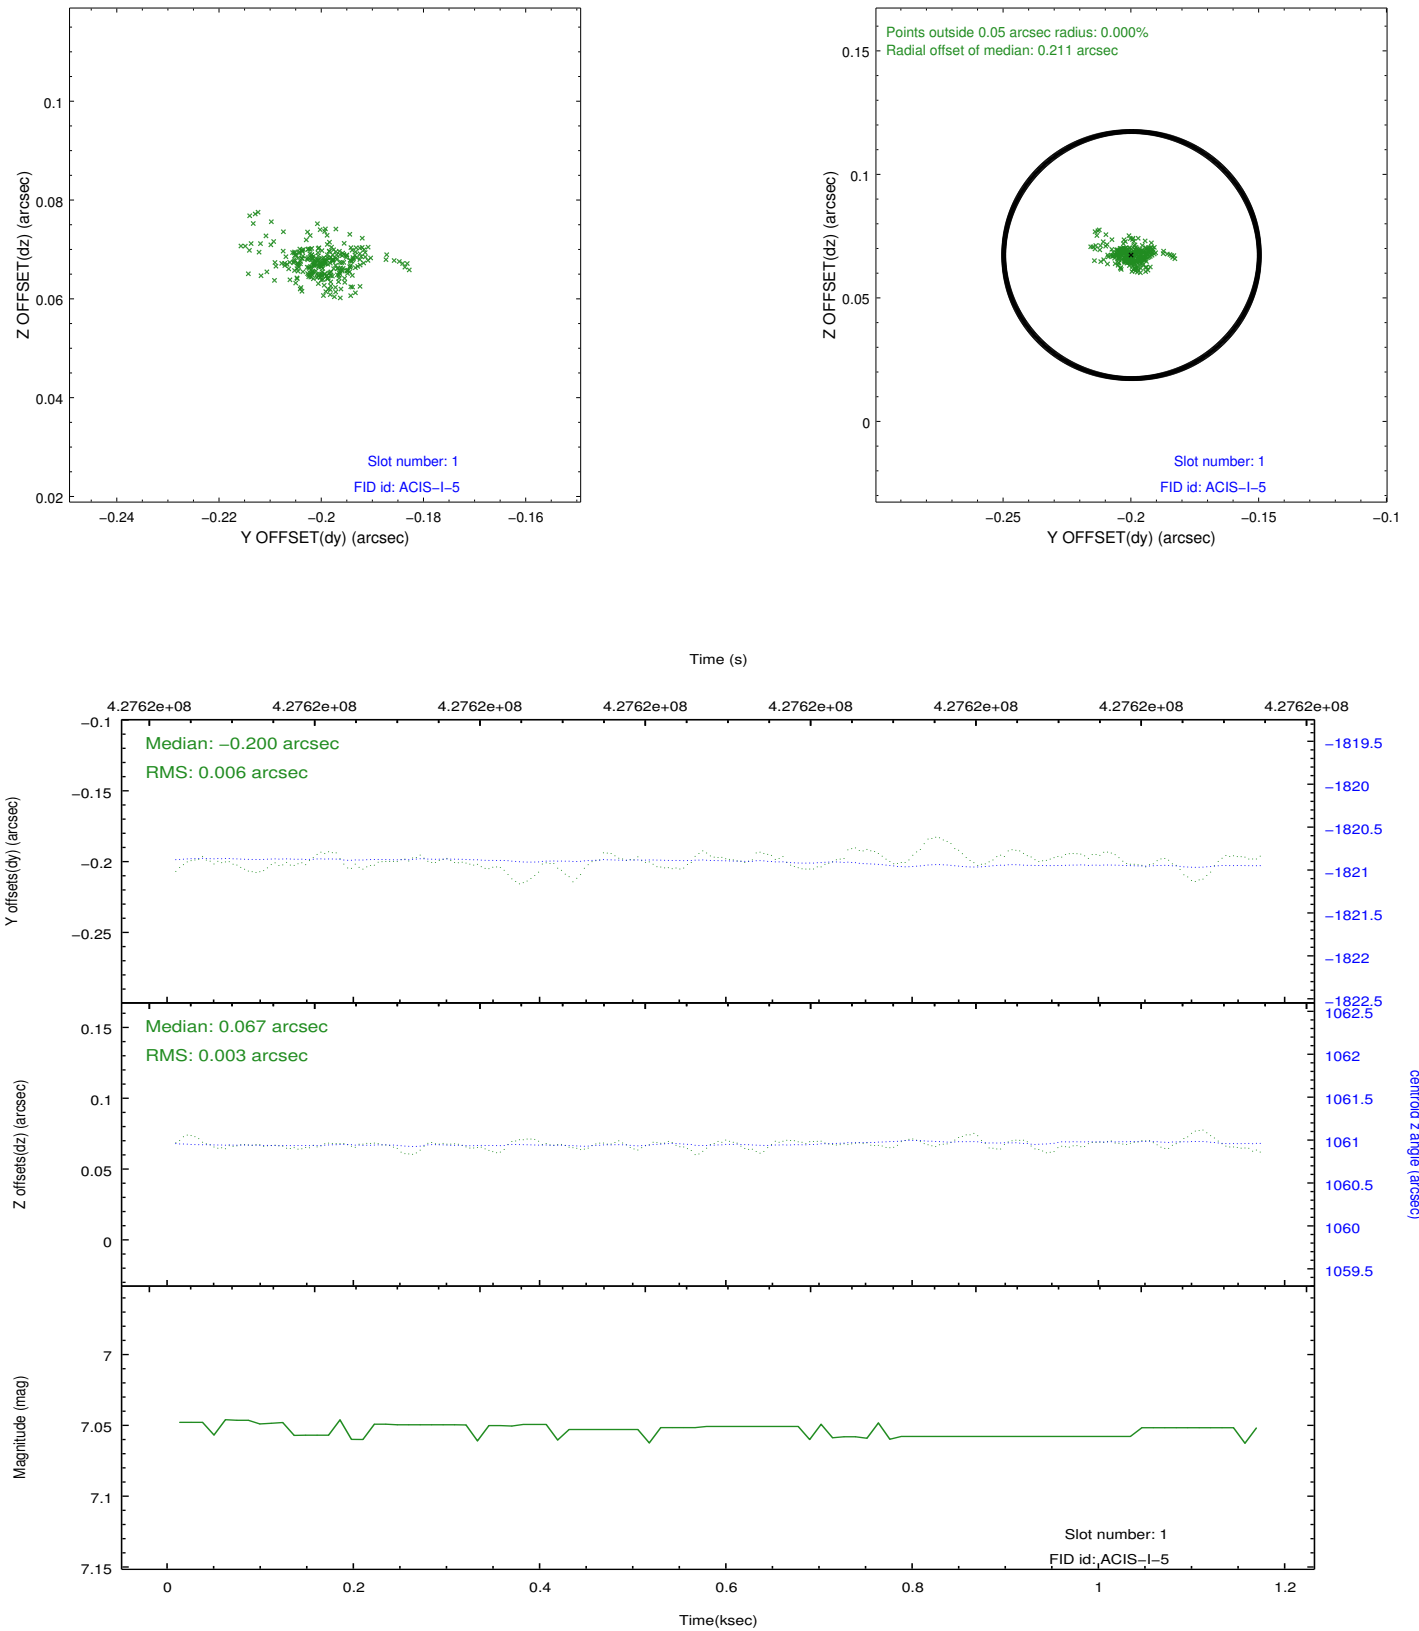 0.1
0.08
0.06
0.04
0.02
Z OFFSET(dz) (arcsec)
−0.24 −0.22 −0.2 −0.18 −0.16
Y OFFSET(dy) (arcsec)
Slot number: 1
FID id: ACIS−I−5
Points outside 0.05 arcsec radius: 0.000%
Radial offset of median: 0.211 arcsec
0.15
0.1
0.05
0
Z OFFSET(dz) (arcsec)
−0.25 −0.2 −0.15 −0.1
Y OFFSET(dy) (arcsec)
Slot number: 1
FID id: ACIS−I−5
Time (s)
4.2762e+08 4.2762e+08 4.2762e+08 4.2762e+08 4.2762e+08 4.2762e+08 4.2762e+08 4.2762e+08
−0.1
−0.15
−0.2
−0.25
Y offsets(dy) (arcsec)
Median: −0.200 arcsec
RMS: 0.006 arcsec
−1819.5
−1820
−1820.5
−1821
−1821.5
−1822
−1822.5
0.15
0.1
0.05
0
Z offsets(dz) (arcsec)
Median: 0.067 arcsec
RMS: 0.003 arcsec
1062.5
1062
1061.5
1061
1060.5
1060
1059.5
centroid z angle (arcsec)
7
7.05
7.1
7.15
Magnitude (mag)
Slot number: 1
FID id: ACIS−I−5
0 0.2 0.4 0.6 0.8 1 1.2
Time(ksec)